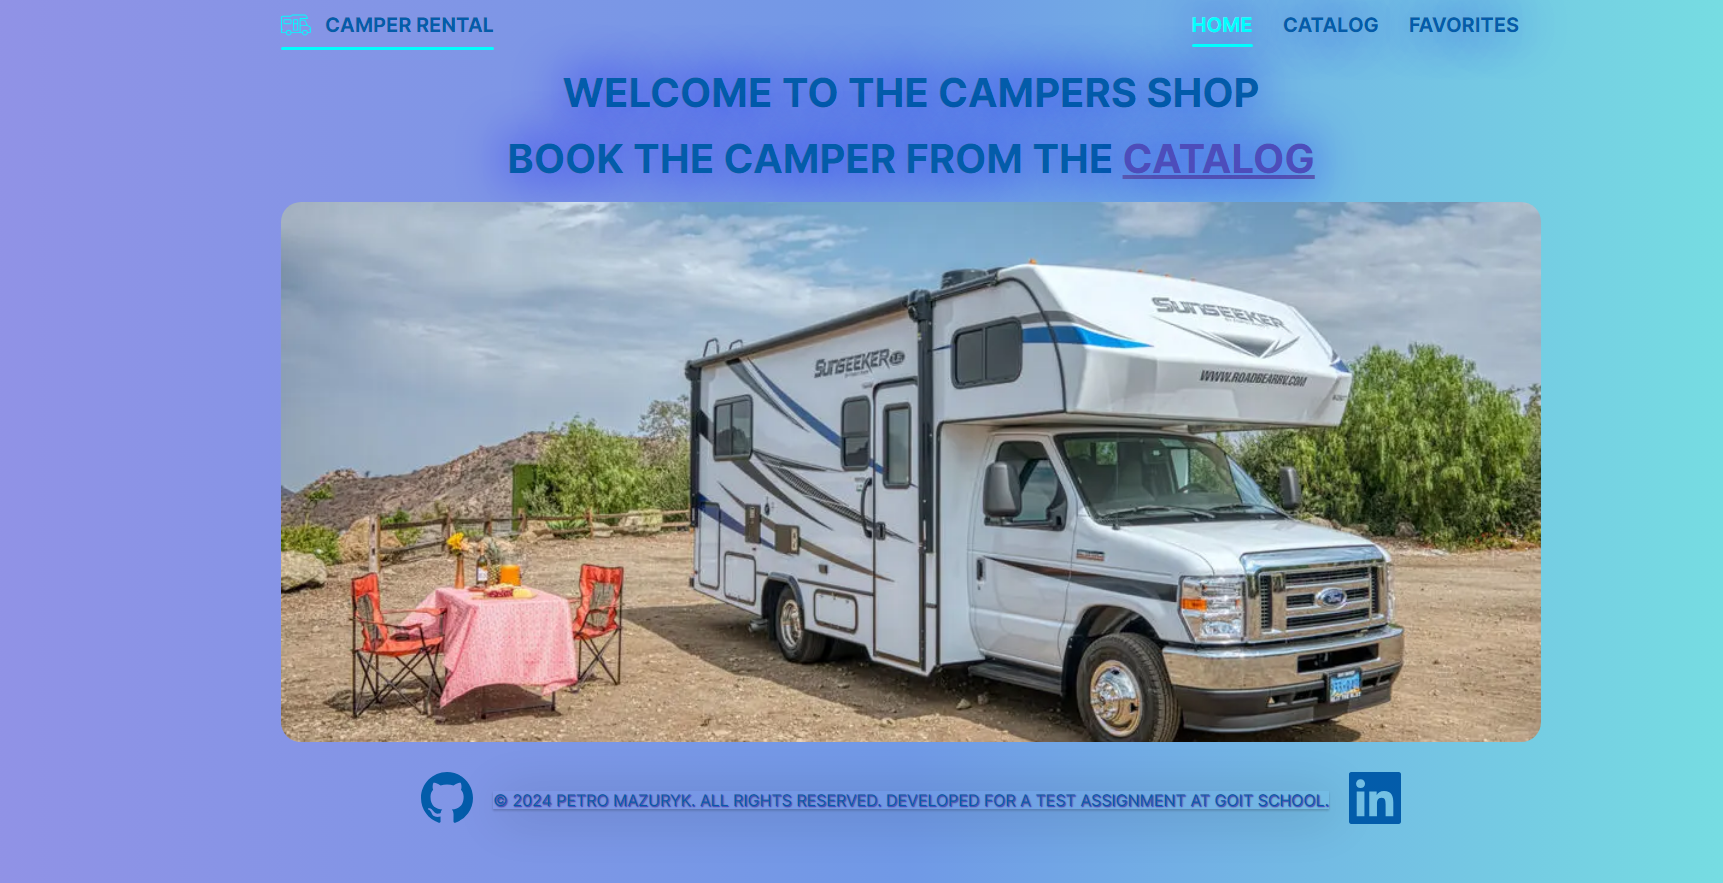 CAMPER RENTAL
HOME
CATALOG
FAVORITES
WELCOME TO THE CAMPERS SHOP
BOOK THE CAMPER FROM THE CATALOG
SUNSEEKER
WWW.ROADBEARRV.COM
SUNSEEKER
Ford
© 2024 PETRO MAZURYK. ALL RIGHTS RESERVED. DEVELOPED FOR A TEST ASSIGNMENT AT GOIT SCHOOL.
in